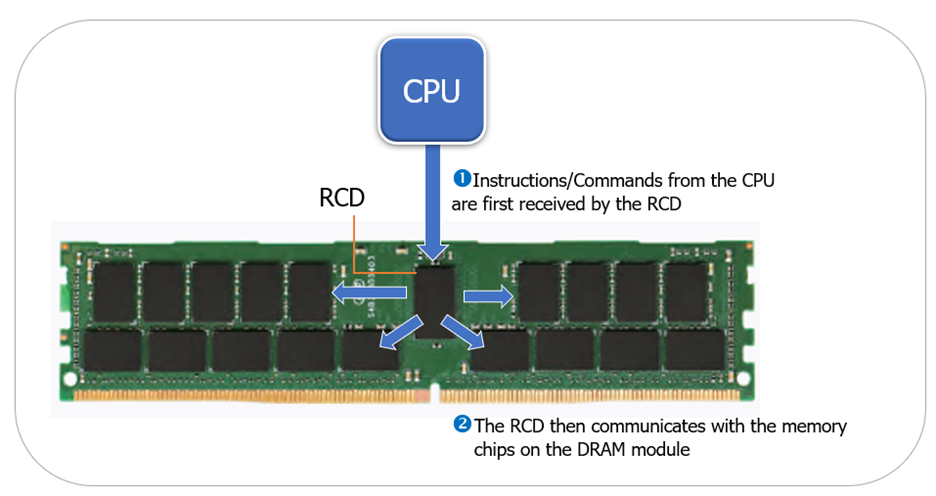 CPU
❶Instructions/Commands from the CPU
are first received by the RCD
RCD
❷The RCD then communicates with the memory
chips on the DRAM module